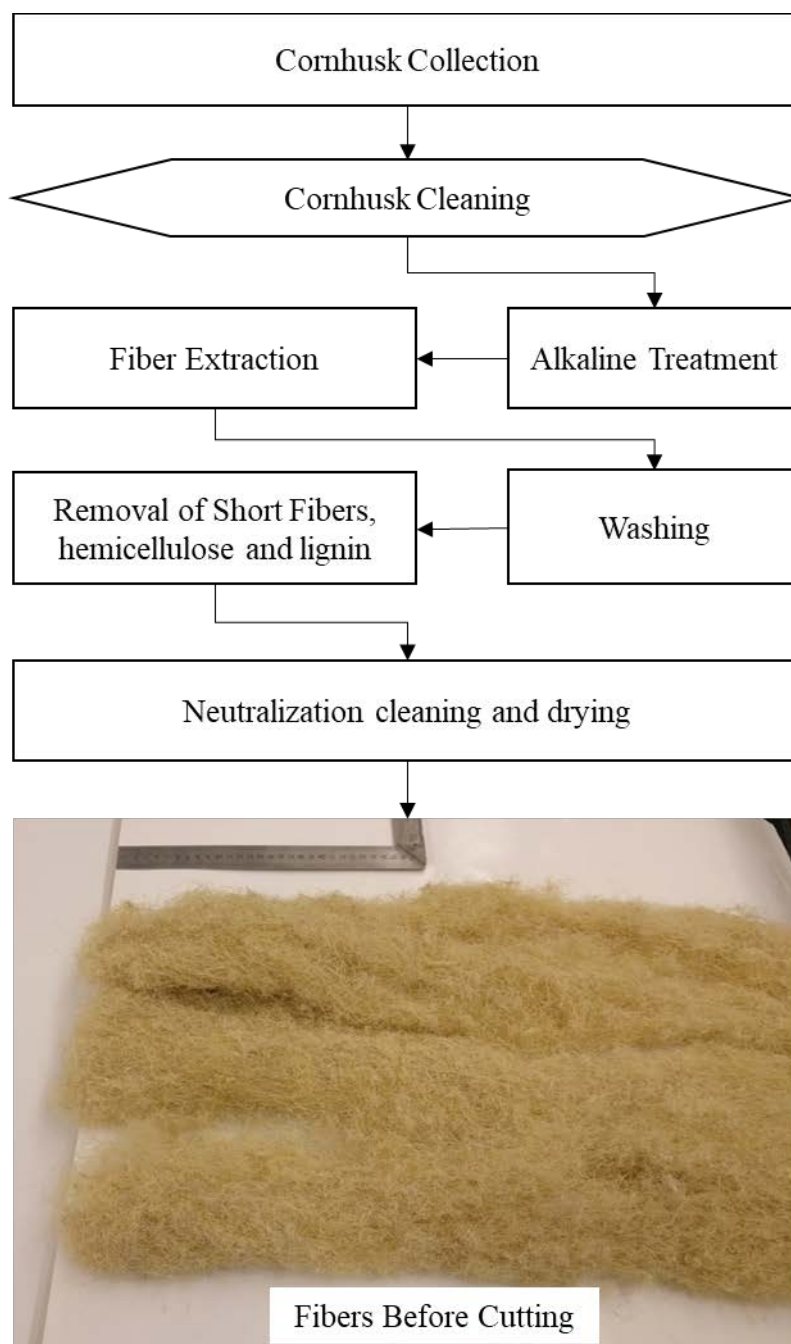 Cornhusk Collection
Cornhusk Cleaning
Alkaline Treatment
Fiber Extraction
Washing
Removal of Short Fibers,
hemicellulose and lignin
Neutralization cleaning and drying
Fibers Before Cutting